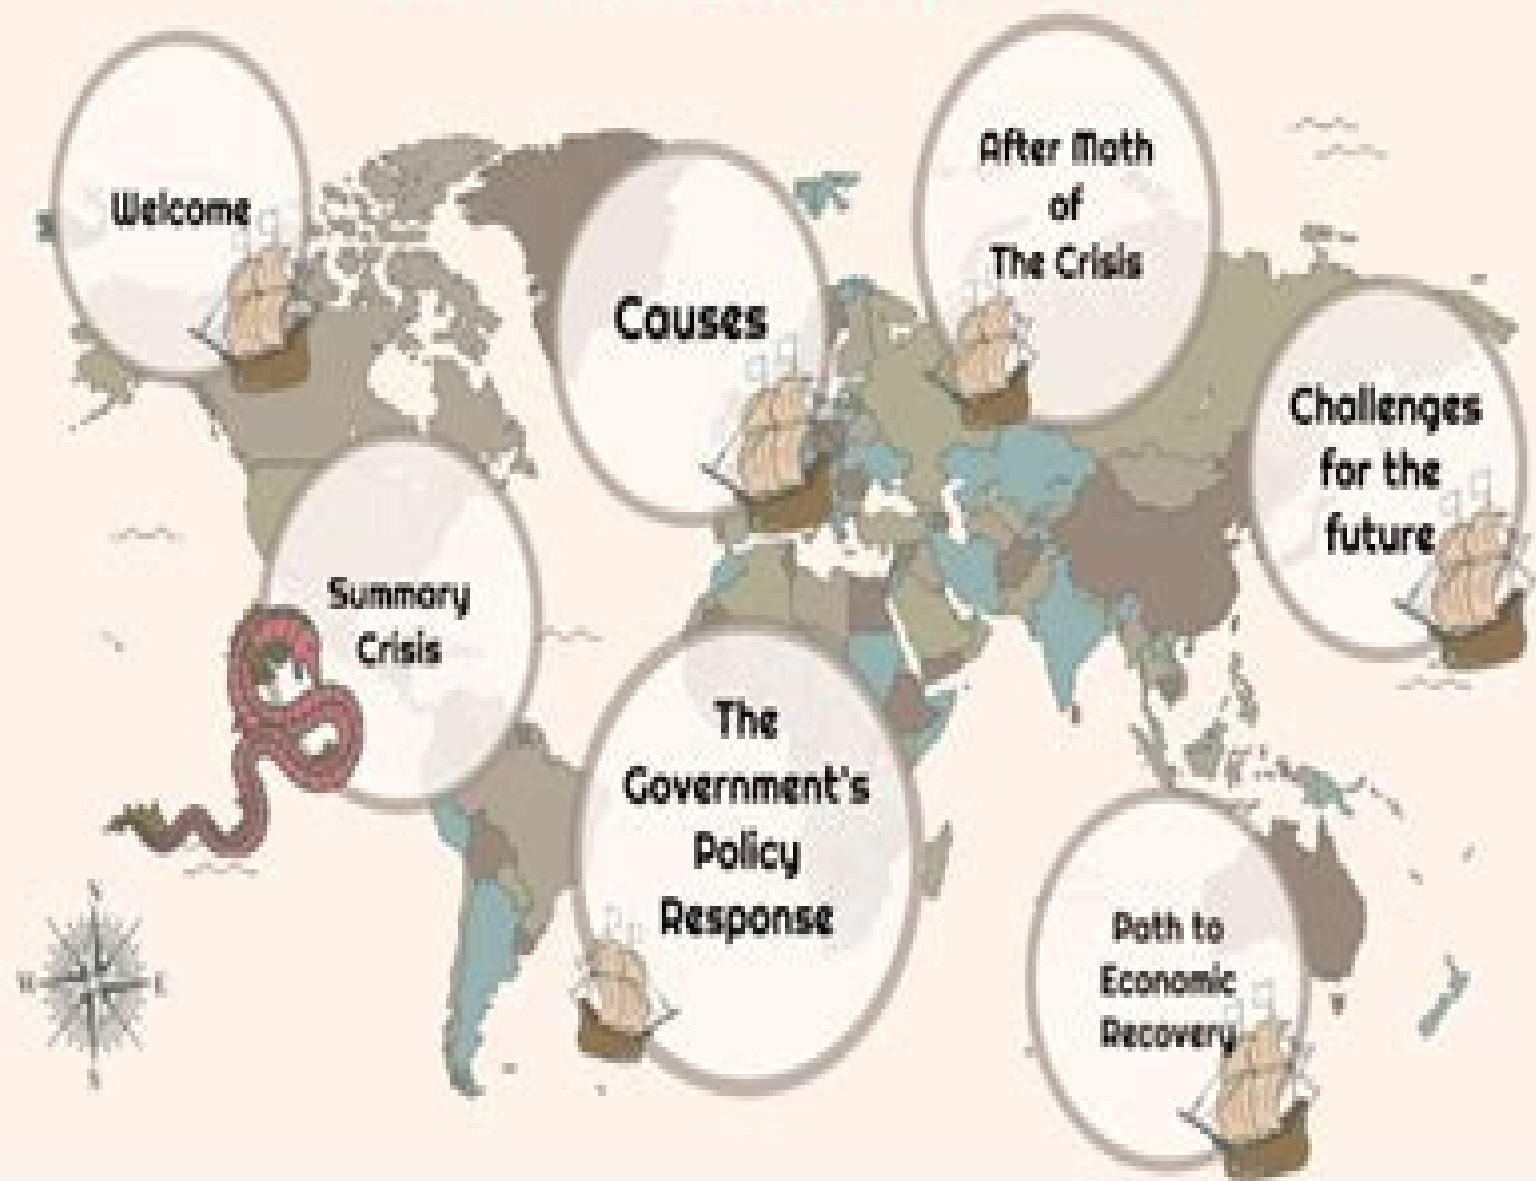 Welcome
Causes
After Math
of
The Crisis
Challenges
for the
future
Summary
Crisis
The
Government's
Policy
Response
Path to
Economic
Recovery